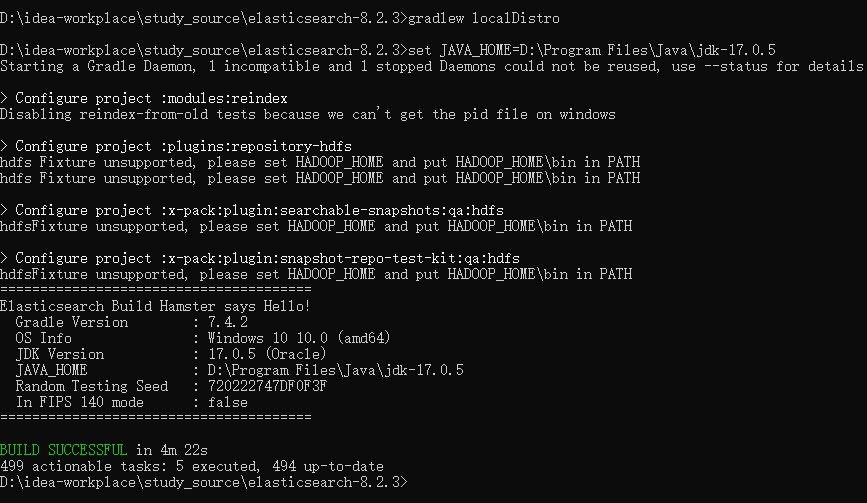 D:\idea-workplace\study_source\elasticsearch-8.2.3>gradlew localDistro
D:\idea-workplace\study_source\elasticsearch-8.2.3>set JAVA_HOME=D:\Program Files\Java\jdk-17.0.5
Starting a Gradle Daemon, 1 incompatible and 1 stopped Daemons could not be reused, use --status for details
> Configure project :modules:reindex
Disabling reindex-from-old tests because we can't get the pid file on windows
> Configure project :plugins:repository-hdfs
hdfs Fixture unsupported, please set HADOOP_HOME and put HADOOP_HOME\bin in PATH
hdfs Fixture unsupported, please set HADOOP_HOME and put HADOOP_HOME\bin in PATH
> Configure project :x-pack:plugin:searchable-snapshots:qa:hdfs
hdfsFixture unsupported, please set HADOOP_HOME and put HADOOP_HOME\bin in PATH
> Configure project :x-pack:plugin:snapshot-repo-test-kit:qa:hdfs
hdfsFixture unsupported, please set HADOOP_HOME and put HADOOP_HOME\bin in PATH
=======================================
Elasticsearch Build Hamster says Hello!
  Gradle Version        : 7.4.2
  OS Info               : Windows 10 10.0 (amd64)
  JDK Version           : 17.0.5 (Oracle)
  JAVA_HOME             : D:\Program Files\Java\jdk-17.0.5
  Random Testing Seed   : 720222747DF0F3F
  In FIPS 140 mode      : false
=======================================
BUILD SUCCESSFUL in 4m 22s
499 actionable tasks: 5 executed, 494 up-to-date
D:\idea-workplace\study_source\elasticsearch-8.2.3>